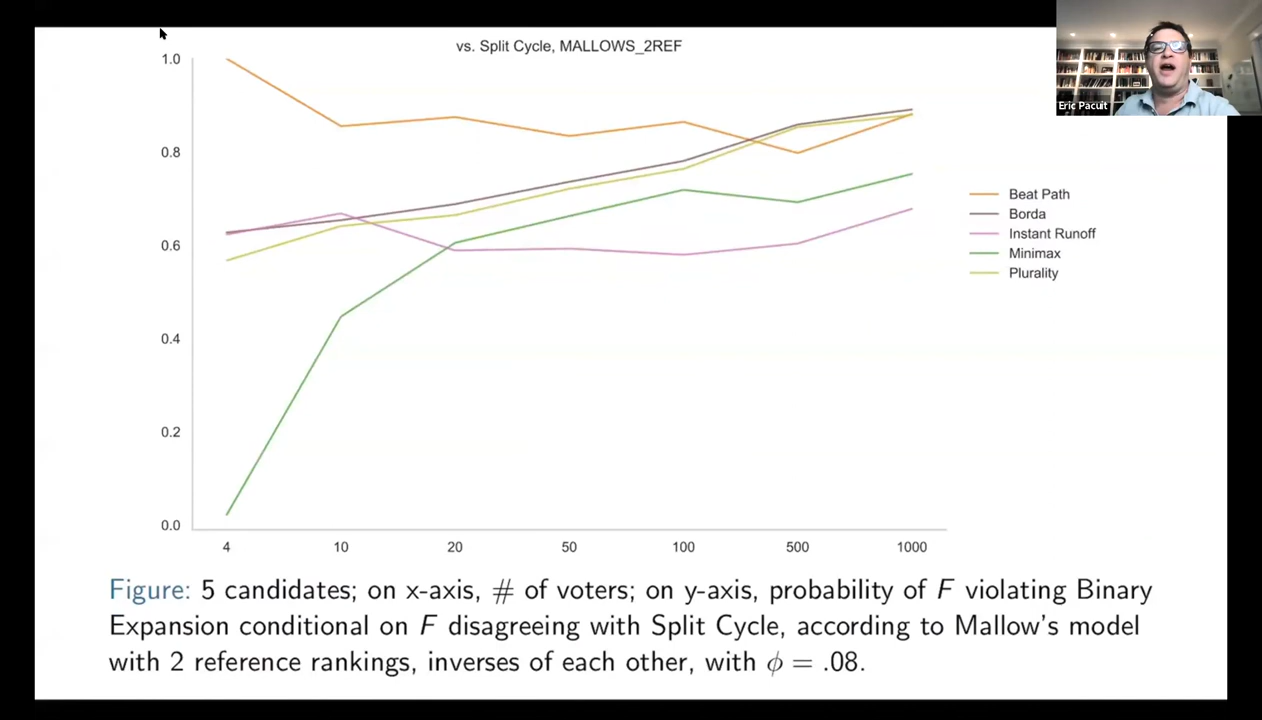 vs. Split Cycle, MALLOWS_2REF
1.0
0.8
0.6
0.4
0.2
0.0
4 10 20 50 100 500 1000
Beat Path
Borda
Instant Runoff
Minimax
Plurality
Eric Pacuit
Figure: 5 candidates; on x-axis, # of voters; on y-axis, probability of F violating Binary
Expansion conditional on F disagreeing with Split Cycle, according to Mallow's model
with 2 reference rankings, inverses of each other, with ϕ = .08.